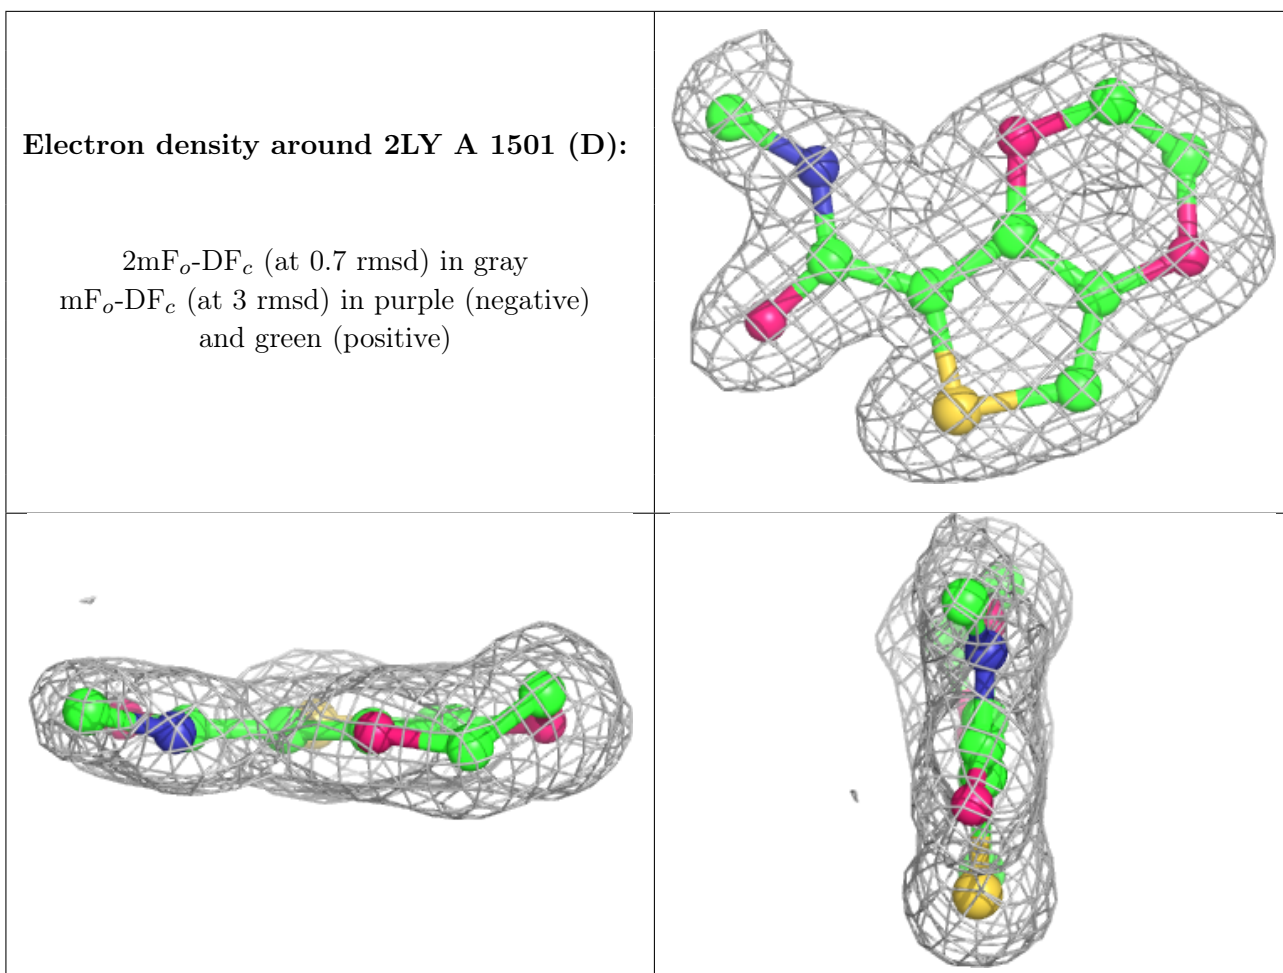 Electron density around 2LY A 1501 (D):
2mFₒ-DF𝒸 (at 0.7 rmsd) in gray
mFₒ-DF𝒸 (at 3 rmsd) in purple (negative)
and green (positive)